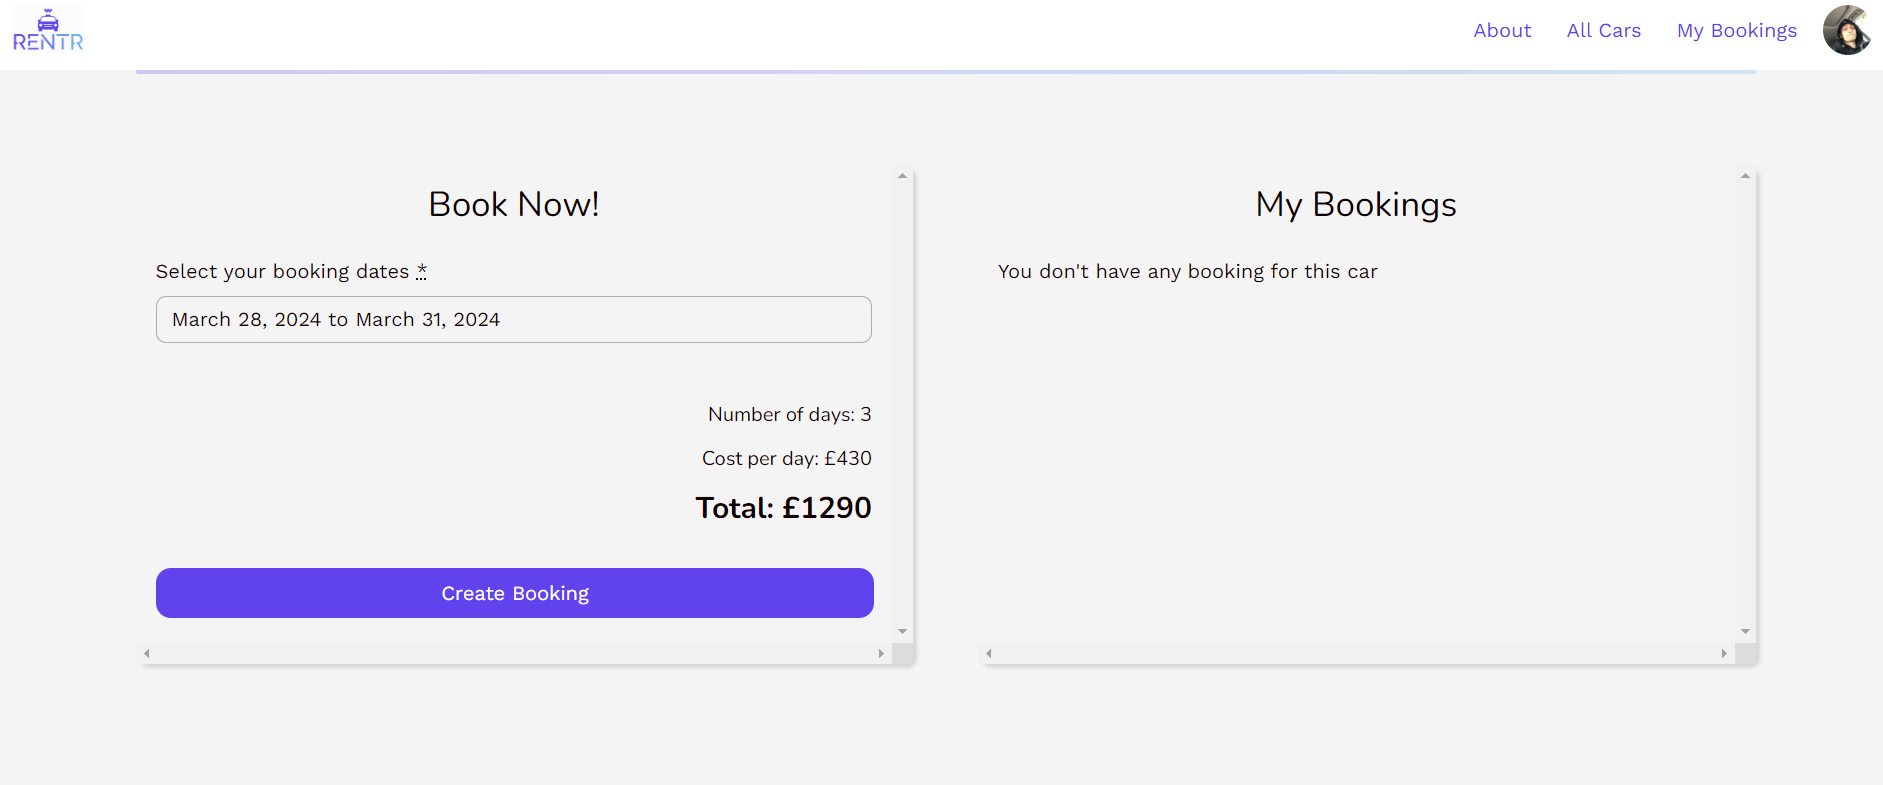 RENTR
About
All Cars
My Bookings
Book Now!
Select your booking dates *
March 28, 2024 to March 31, 2024
Number of days: 3
Cost per day: £430
Total: £1290
Create Booking
My Bookings
You don't have any booking for this car